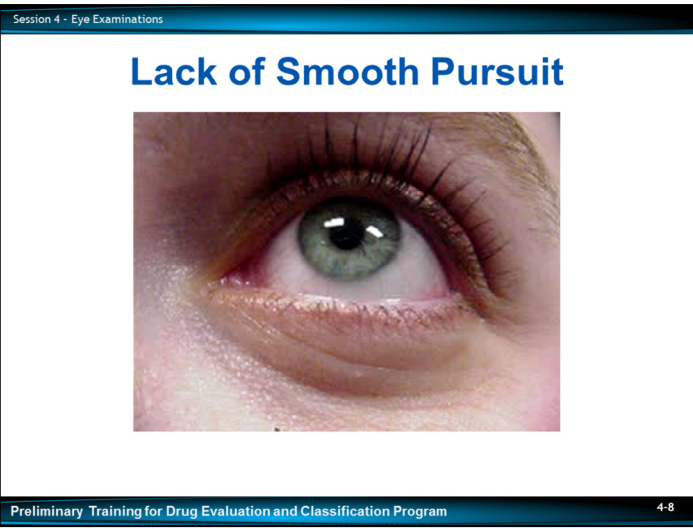 Session 4 - Eye Examinations
Lack of Smooth Pursuit
Preliminary Training for Drug Evaluation and Classification Program
4-8